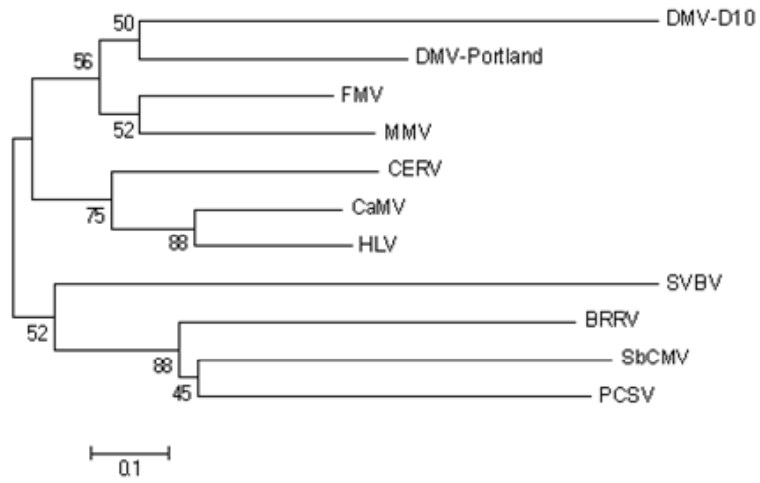 50
DMV-D10
56
DMV-Portland
FMV
52
MMV
CERV
75
CaMV
88
HLV
SVBV
52
BRRV
88
SbCMV
45
PCSV
0.1